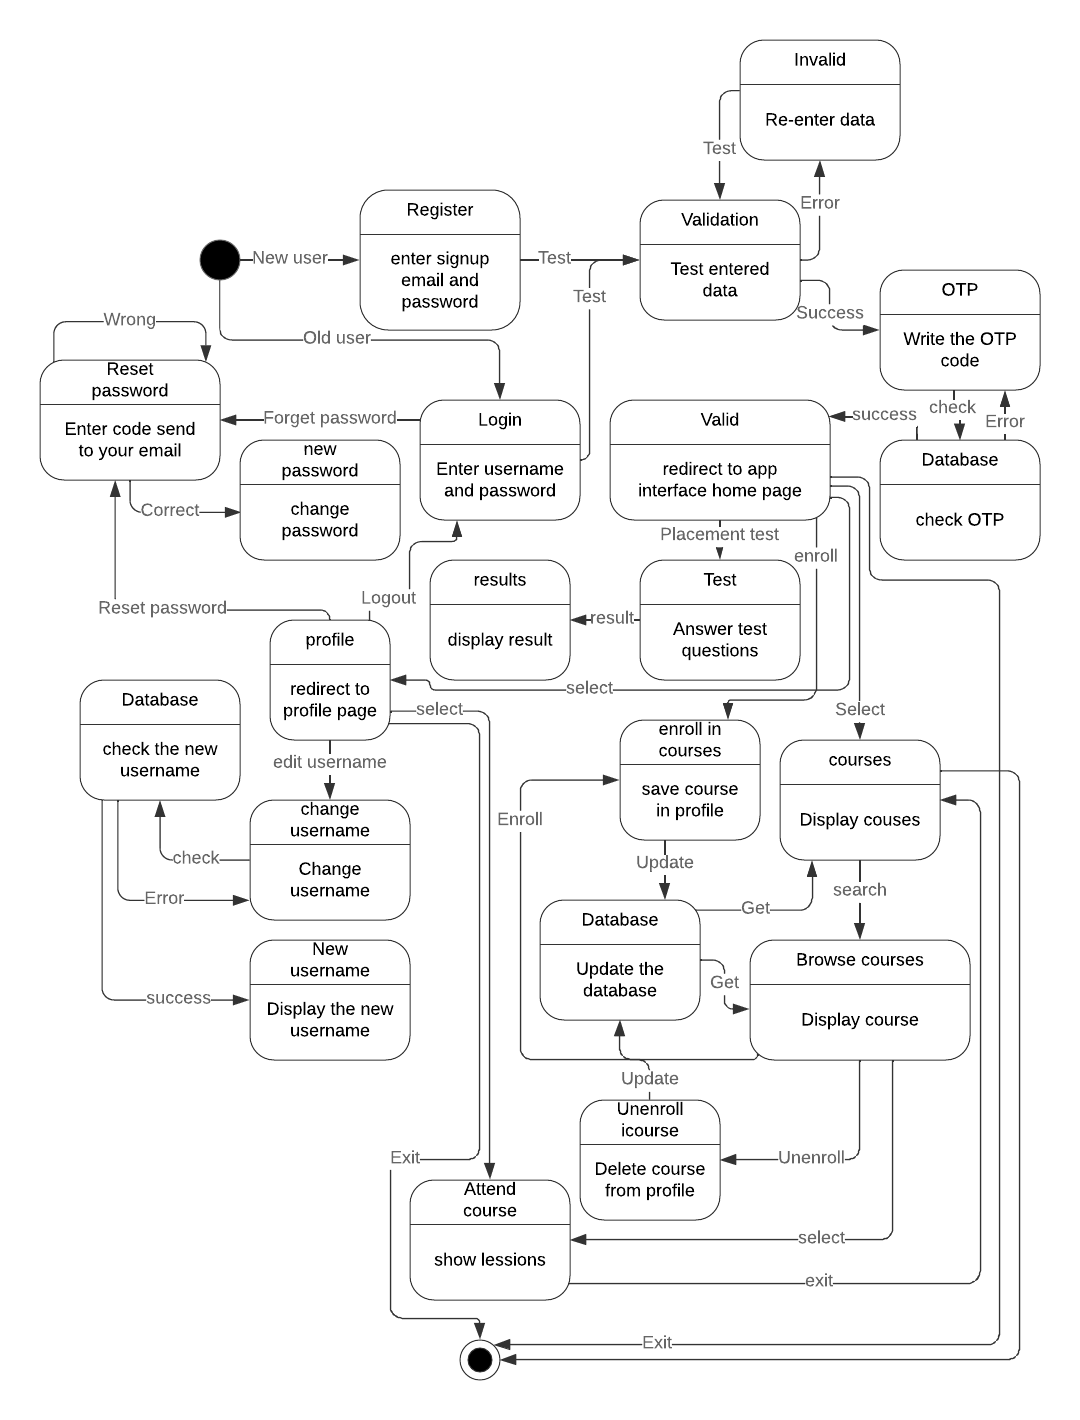 Invalid
Re-enter data
Test
Error
Register
enter signup
email and
password
Validation
Test entered
data
New user
Test
Test
Success
OTP
Write the OTP
code
Old user
Wrong
Reset
password
Enter code send
to your email
Forget password
Login
Enter username
and password
Valid
redirect to app
interface home page
success
check
Error
Database
check OTP
new
password
change
password
Correct
Placement test
enroll
Logout
results
display result
result
Test
Answer test
questions
Reset password
profile
redirect to
profile page
select
select
Select
Database
check the new
username
edit username
enroll in
courses
save course
in profile
courses
Display couses
Enroll
change
username
Change
username
check
Error
Update
search
Database
Update the
database
Get
Get
Browse courses
Display course
New
username
Display the new
username
success
Update
Unenroll
icourse
Delete course
from profile
Unenroll
Exit
Attend
course
show lessions
select
exit
Exit